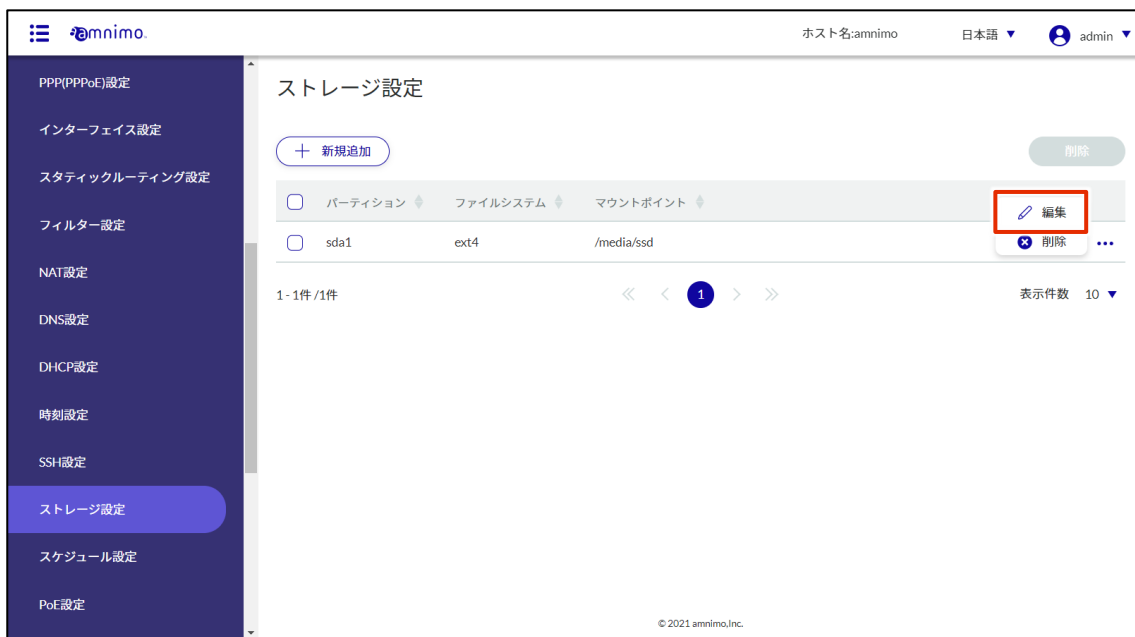 amnimo.
ホスト名:amnimo
日本語 ▼
admin ▼
PPP(PPPoE)設定
インターフェイス設定
スタティックルーティング設定
フィルター設定
NAT設定
DNS設定
DHCP設定
時刻設定
SSH設定
ストレージ設定
スケジュール設定
PoE設定
ストレージ設定
+ 新規追加
削除
パーティション ファイルシステム マウントポイント
編集
sda1 ext4 /media/ssd
削除 •••
1 - 1件 /1件
≪ < 1 > ≫
表示件数 10 ▼
© 2021 amnimo,Inc.